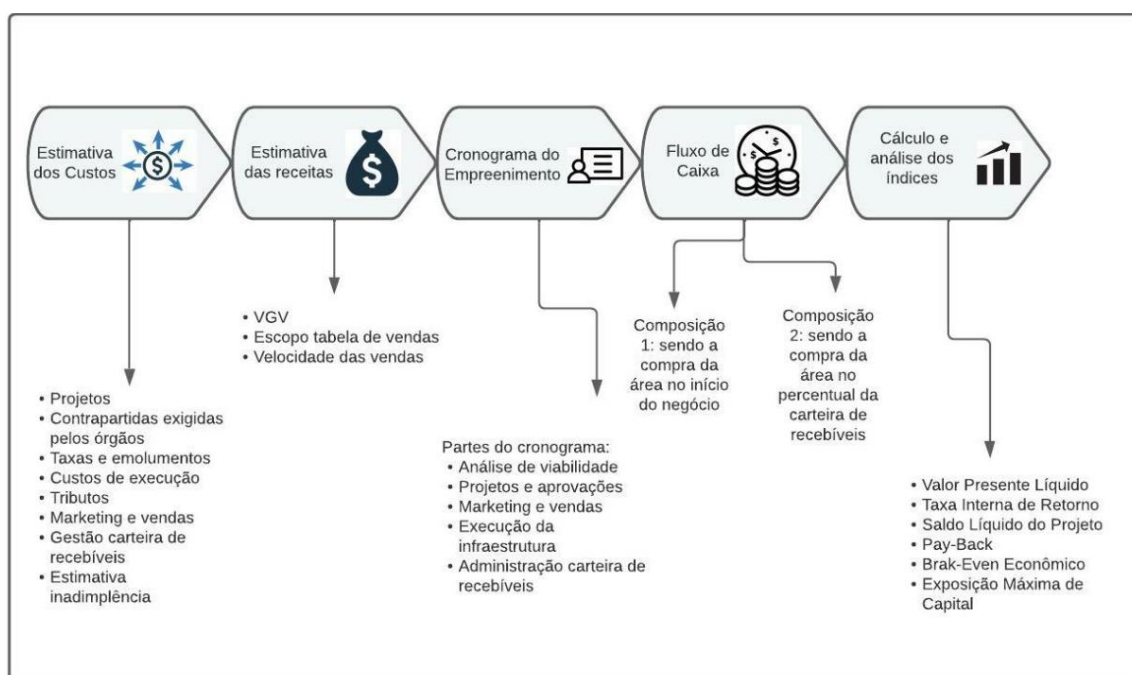 Estimativa
dos Custos
Estimativa
das receitas
Cronograma do
Empreenimento
Fluxo de
Caixa
Cálculo e
análise dos
índices
• Projetos
• Contrapartidas exigidas
pelos órgãos
• Taxas e emolumentos
• Custos de execução
• Tributos
• Marketing e vendas
• Gestão carteira de
recebíveis
• Estimativa
inadimplência
• VGV
• Escopo tabela de vendas
• Velocidade das vendas
Partes do cronograma:
• Análise de viabilidade
• Projetos e aprovações
• Marketing e vendas
• Execução da
infraestrutura
• Administração carteira de
recebíveis
Composição
1: sendo a
compra da
área no início
do negócio
Composição
2: sendo a
compra da
área no
percentual da
carteira de
recebíveis
• Valor Presente Líquido
• Taxa Interna de Retorno
• Saldo Líquido do Projeto
• Pay-Back
• Brak-Even Econômico
• Exposição Máxima de
Capital